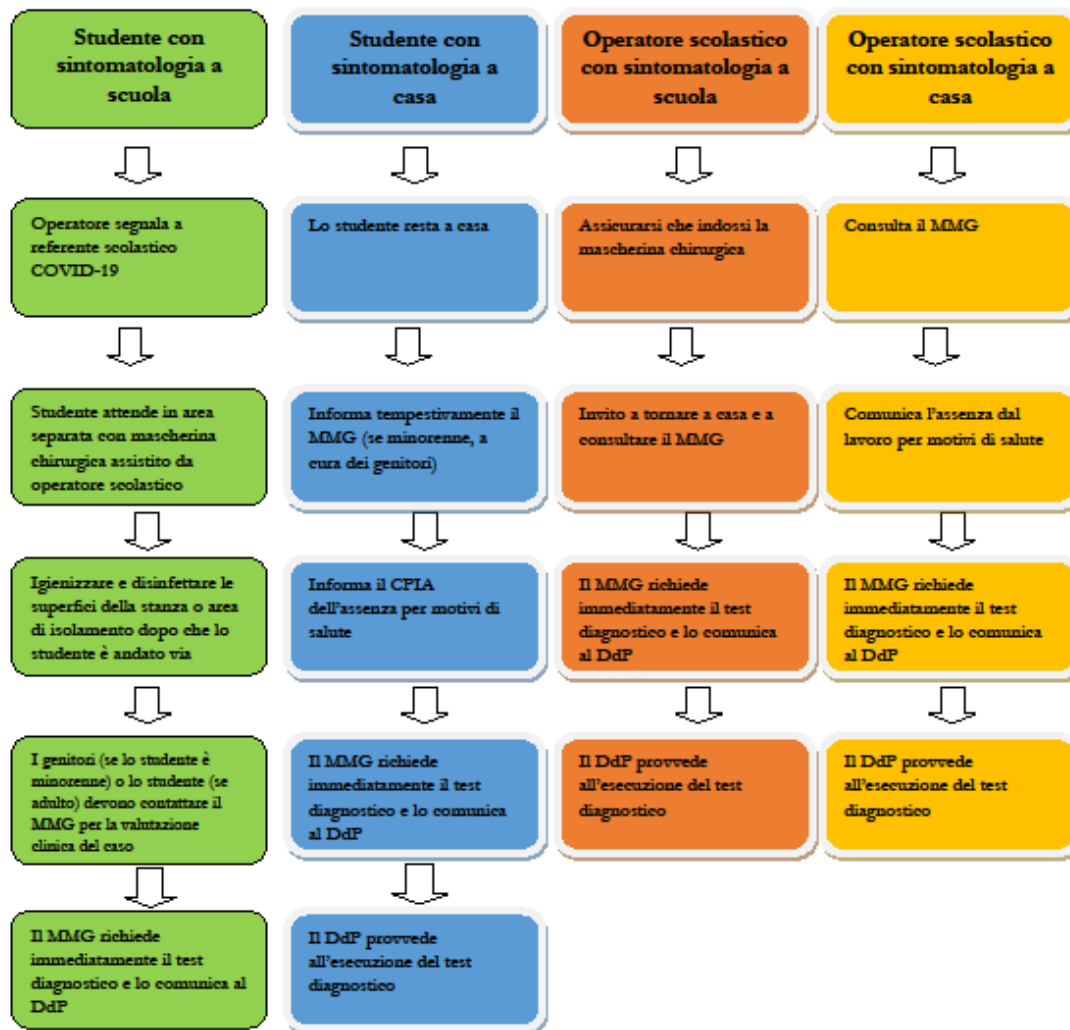 Studente con
sintomatologia a
scuola
Operatore segnala a
referente scolastico
COVID-19
Studente attende in area
separata con mascherina
chirurgica assistito da
operatore scolastico
Igienizzare e disinfettare le
superfici della stanza o area
di isolamento dopo che lo
studente è andato via
I genitori (se lo studente è
minorenne) o lo studente (se
adulto) devono contattare il
MMG per la valutazione
clinica del caso
Il MMG richiede
immediatamente il test
diagnostico e lo comunica al
DdP
Studente con
sintomatologia a
casa
Lo studente resta a casa
Informa tempestivamente il
MMG (se minorenne, a
cura dei genitori)
Informa il CPIA
dell'assenza per motivi di
salute
Il MMG richiede
immediatamente il test
diagnostico e lo comunica
al DdP
Il DdP provvede
all'esecuzione del test
diagnostico
Operatore scolastico
con sintomatologia a
scuola
Assicurarsi che indossi la
mascherina chirurgica
Invito a tornare a casa e a
consultare il MMG
Il MMG richiede
immediatamente il test
diagnostico e lo comunica
al DdP
Il DdP provvede
all'esecuzione del test
diagnostico
Operatore scolastico
con sintomatologia a
casa
Consulta il MMG
Comunica l'assenza dal
lavoro per motivi di salute
Il MMG richiede
immediatamente il test
diagnostico e lo comunica
al DdP
Il DdP provvede
all'esecuzione del test
diagnostico